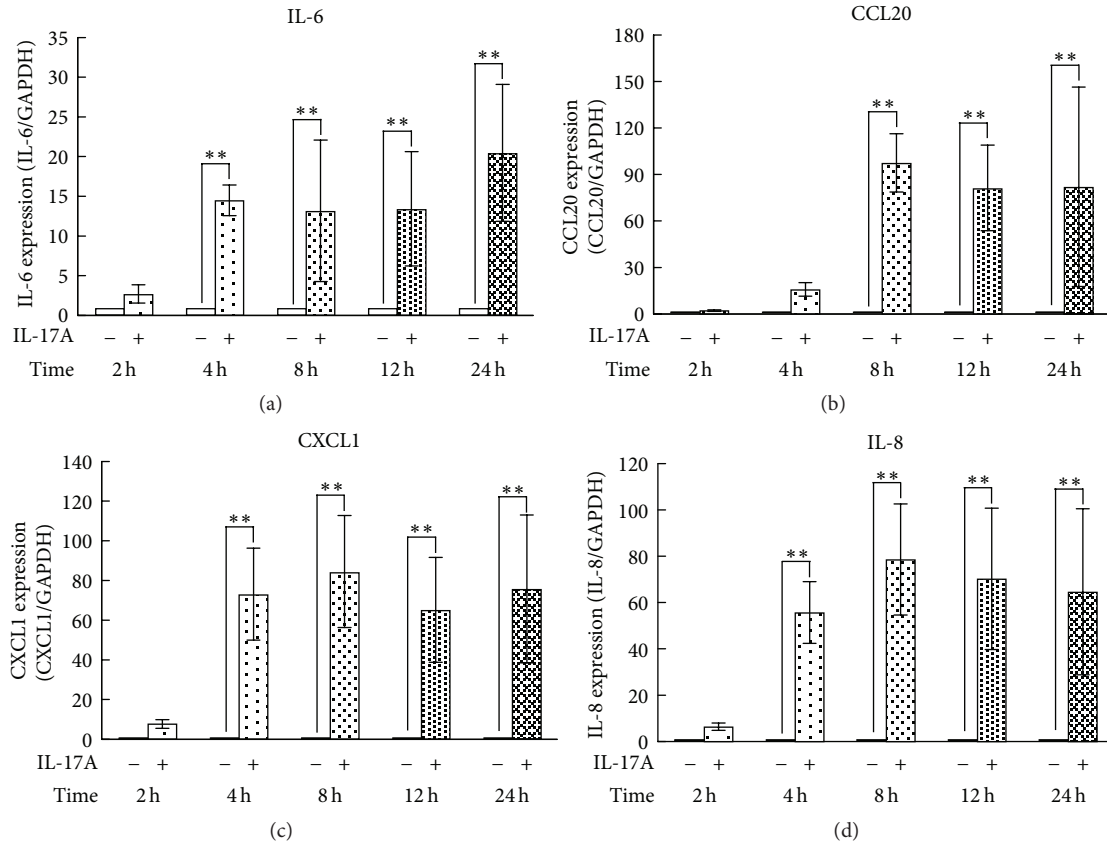 IL-6
IL-6 expression (IL-6/GAPDH)
40
35
30
25
20
15
10
5
0
** ** ** **
IL-17A − + − + − + − + − +
Time 2 h 4 h 8 h 12 h 24 h
(a)
CCL20
CCL20 expression
(CCL20/GAPDH)
180
150
120
90
60
30
0
** ** **
IL-17A − + − + − + − + − +
Time 2 h 4 h 8 h 12 h 24 h
(b)
CXCL1
CXCL1 expression
(CXCL1/GAPDH)
140
120
100
80
60
40
20
0
** ** ** **
IL-17A − + − + − + − + − +
Time 2 h 4 h 8 h 12 h 24 h
(c)
IL-8
IL-8 expression (IL-8/GAPDH)
120
100
80
60
40
20
0
** ** ** **
IL-17A − + − + − + − + − +
Time 2 h 4 h 8 h 12 h 24 h
(d)